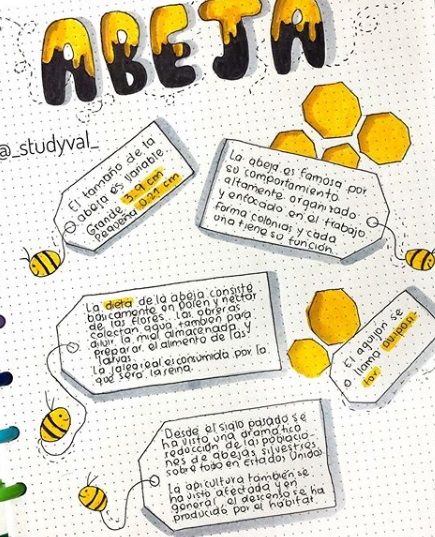 ABEJA
@_studyval_
El tamaño de la
abeja es variable.
Grande 3.9 cm
Pequeña 0.21 cm
La abeja es famosa por
su comportamiento
altamente organizado
y enfocado en el trabajo
Forma colonias y cada
una tiene su función.
La dieta de la abeja consiste
básicamente en polen y néctar
de las flores. Las obreras
colectan agua también para
diluir la miel almacenada y
preparar el alimento de las
larvas.
La jalea real es consumida por la
que será la reina.
El aguijón se
llama ovipositor
Desde el siglo pasado se
ha visto una dramática
reducción de las poblacio-
nes de abejas silvestres
sobre todo en Estados Unidos
La apicultura también se
ha visto afectada y en
general el descenso se ha
producido por el habitat.